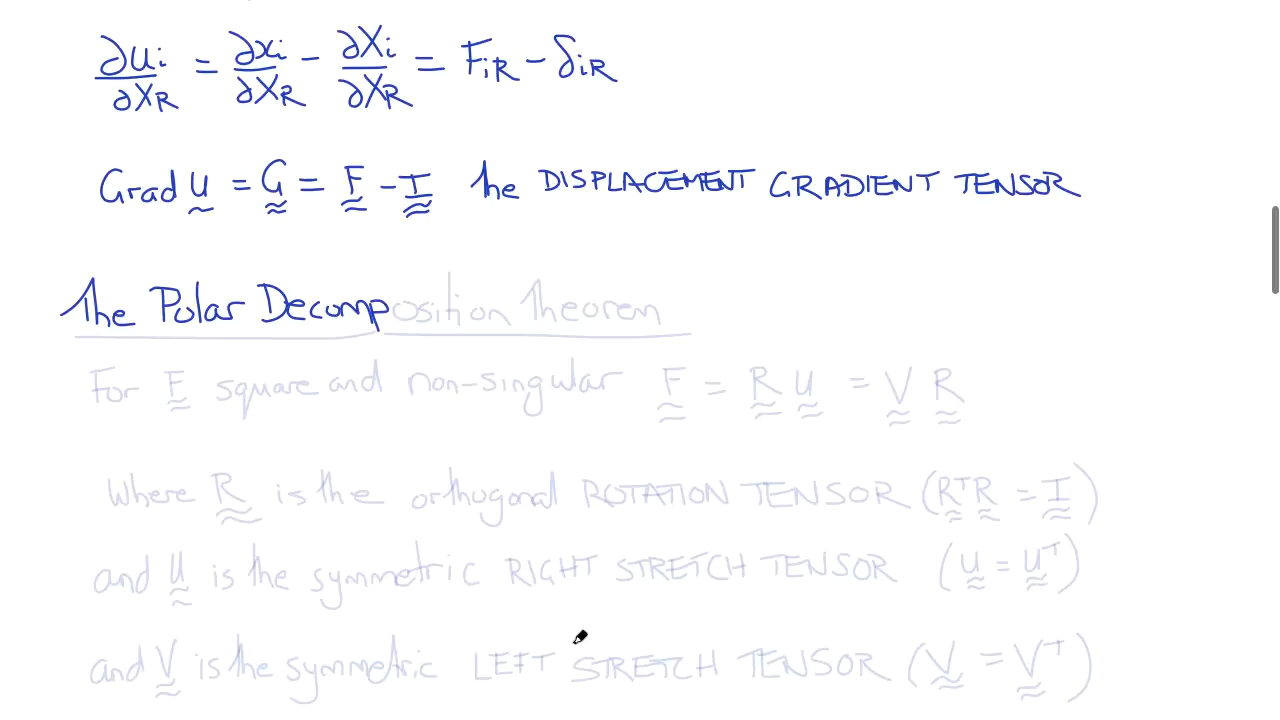 ∂ui/∂XR = ∂xi/∂XR - ∂Xi/∂XR = FiR - δiR
Grad u = G = F - I the DISPLACEMENT GRADIENT TENSOR
The Polar Decomposition Theorem
For F square and non-singular F = R U = V R
Where R is the orthogonal ROTATION TENSOR (RᵀR = I)
and U is the symmetric RIGHT STRETCH TENSOR (U = Uᵀ)
and V is the symmetric LEFT STRETCH TENSOR (V = Vᵀ)